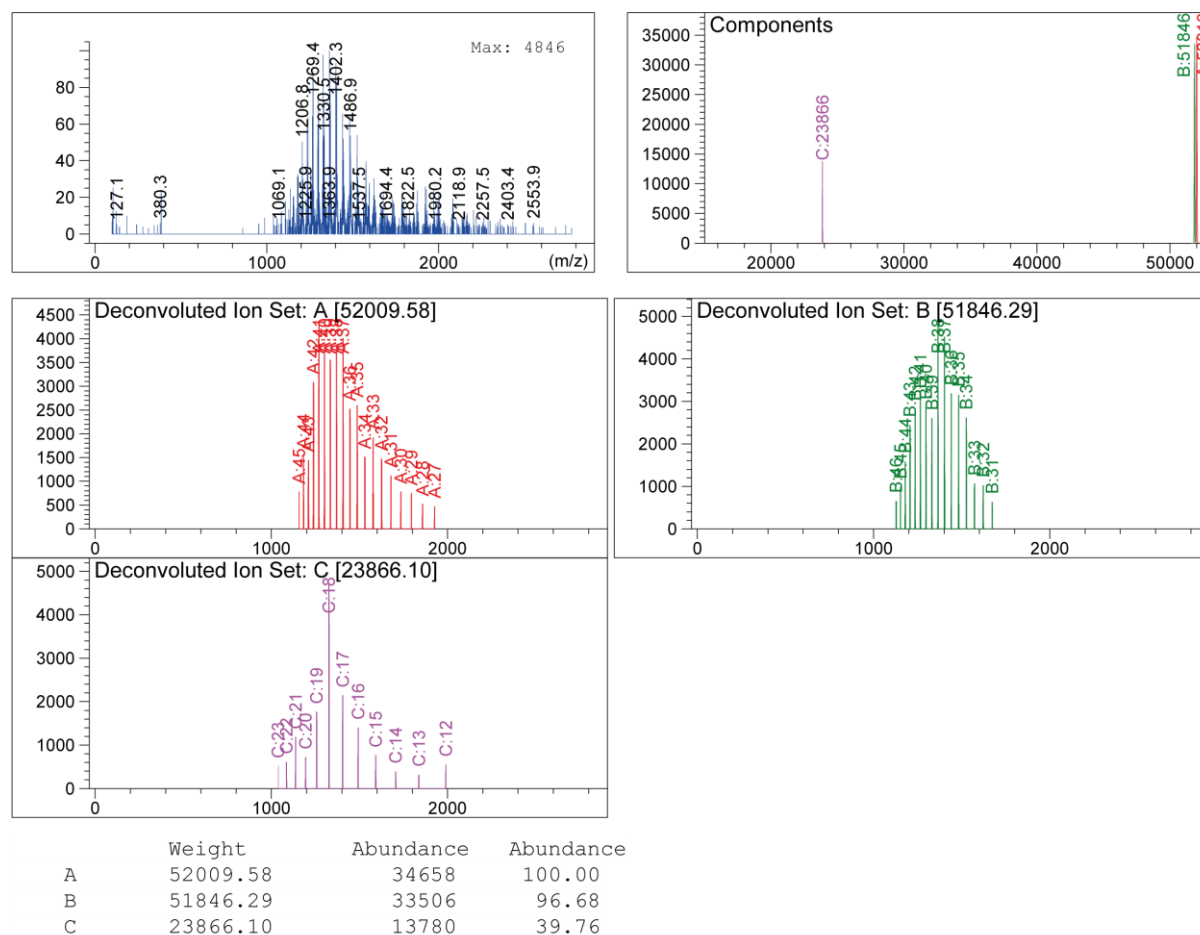 Max: 4846
80
60
40
20
0
127.1
380.3
1069.1
1206.8
1225.9
1269.4
1330.5
1363.9
1402.3
1486.9
1537.5
1694.4
1822.5
1980.2
2118.9
2257.5
2403.4
2553.9
0 1000 2000 (m/z)
Components
35000
30000
25000
20000
15000
10000
5000
0
C:23866
B:51846
20000 30000 40000 50000
Deconvoluted Ion Set: A [52009.58]
4500
4000
3500
3000
2500
2000
1500
1000
500
0
A:45
A:44
A:43
A:42
A:41
A:37
A:36
A:35
A:34
A:33
A:32
A:31
A:30
A:29
A:28
A:27
0 1000 2000
Deconvoluted Ion Set: B [51846.29]
5000
4000
3000
2000
1000
0
B:46
B:45
B:44
B:43
B:42
B:41
B:40
B:39
B:38
B:37
B:36
B:35
B:34
B:33
B:32
B:31
0 1000 2000
Deconvoluted Ion Set: C [23866.10]
5000
4000
3000
2000
1000
0
C:23
C:22
C:21
C:20
C:19
C:18
C:17
C:16
C:15
C:14
C:13
C:12
0 1000 2000
Weight Abundance Abundance
A 52009.58 34658 100.00
B 51846.29 33506 96.68
C 23866.10 13780 39.76